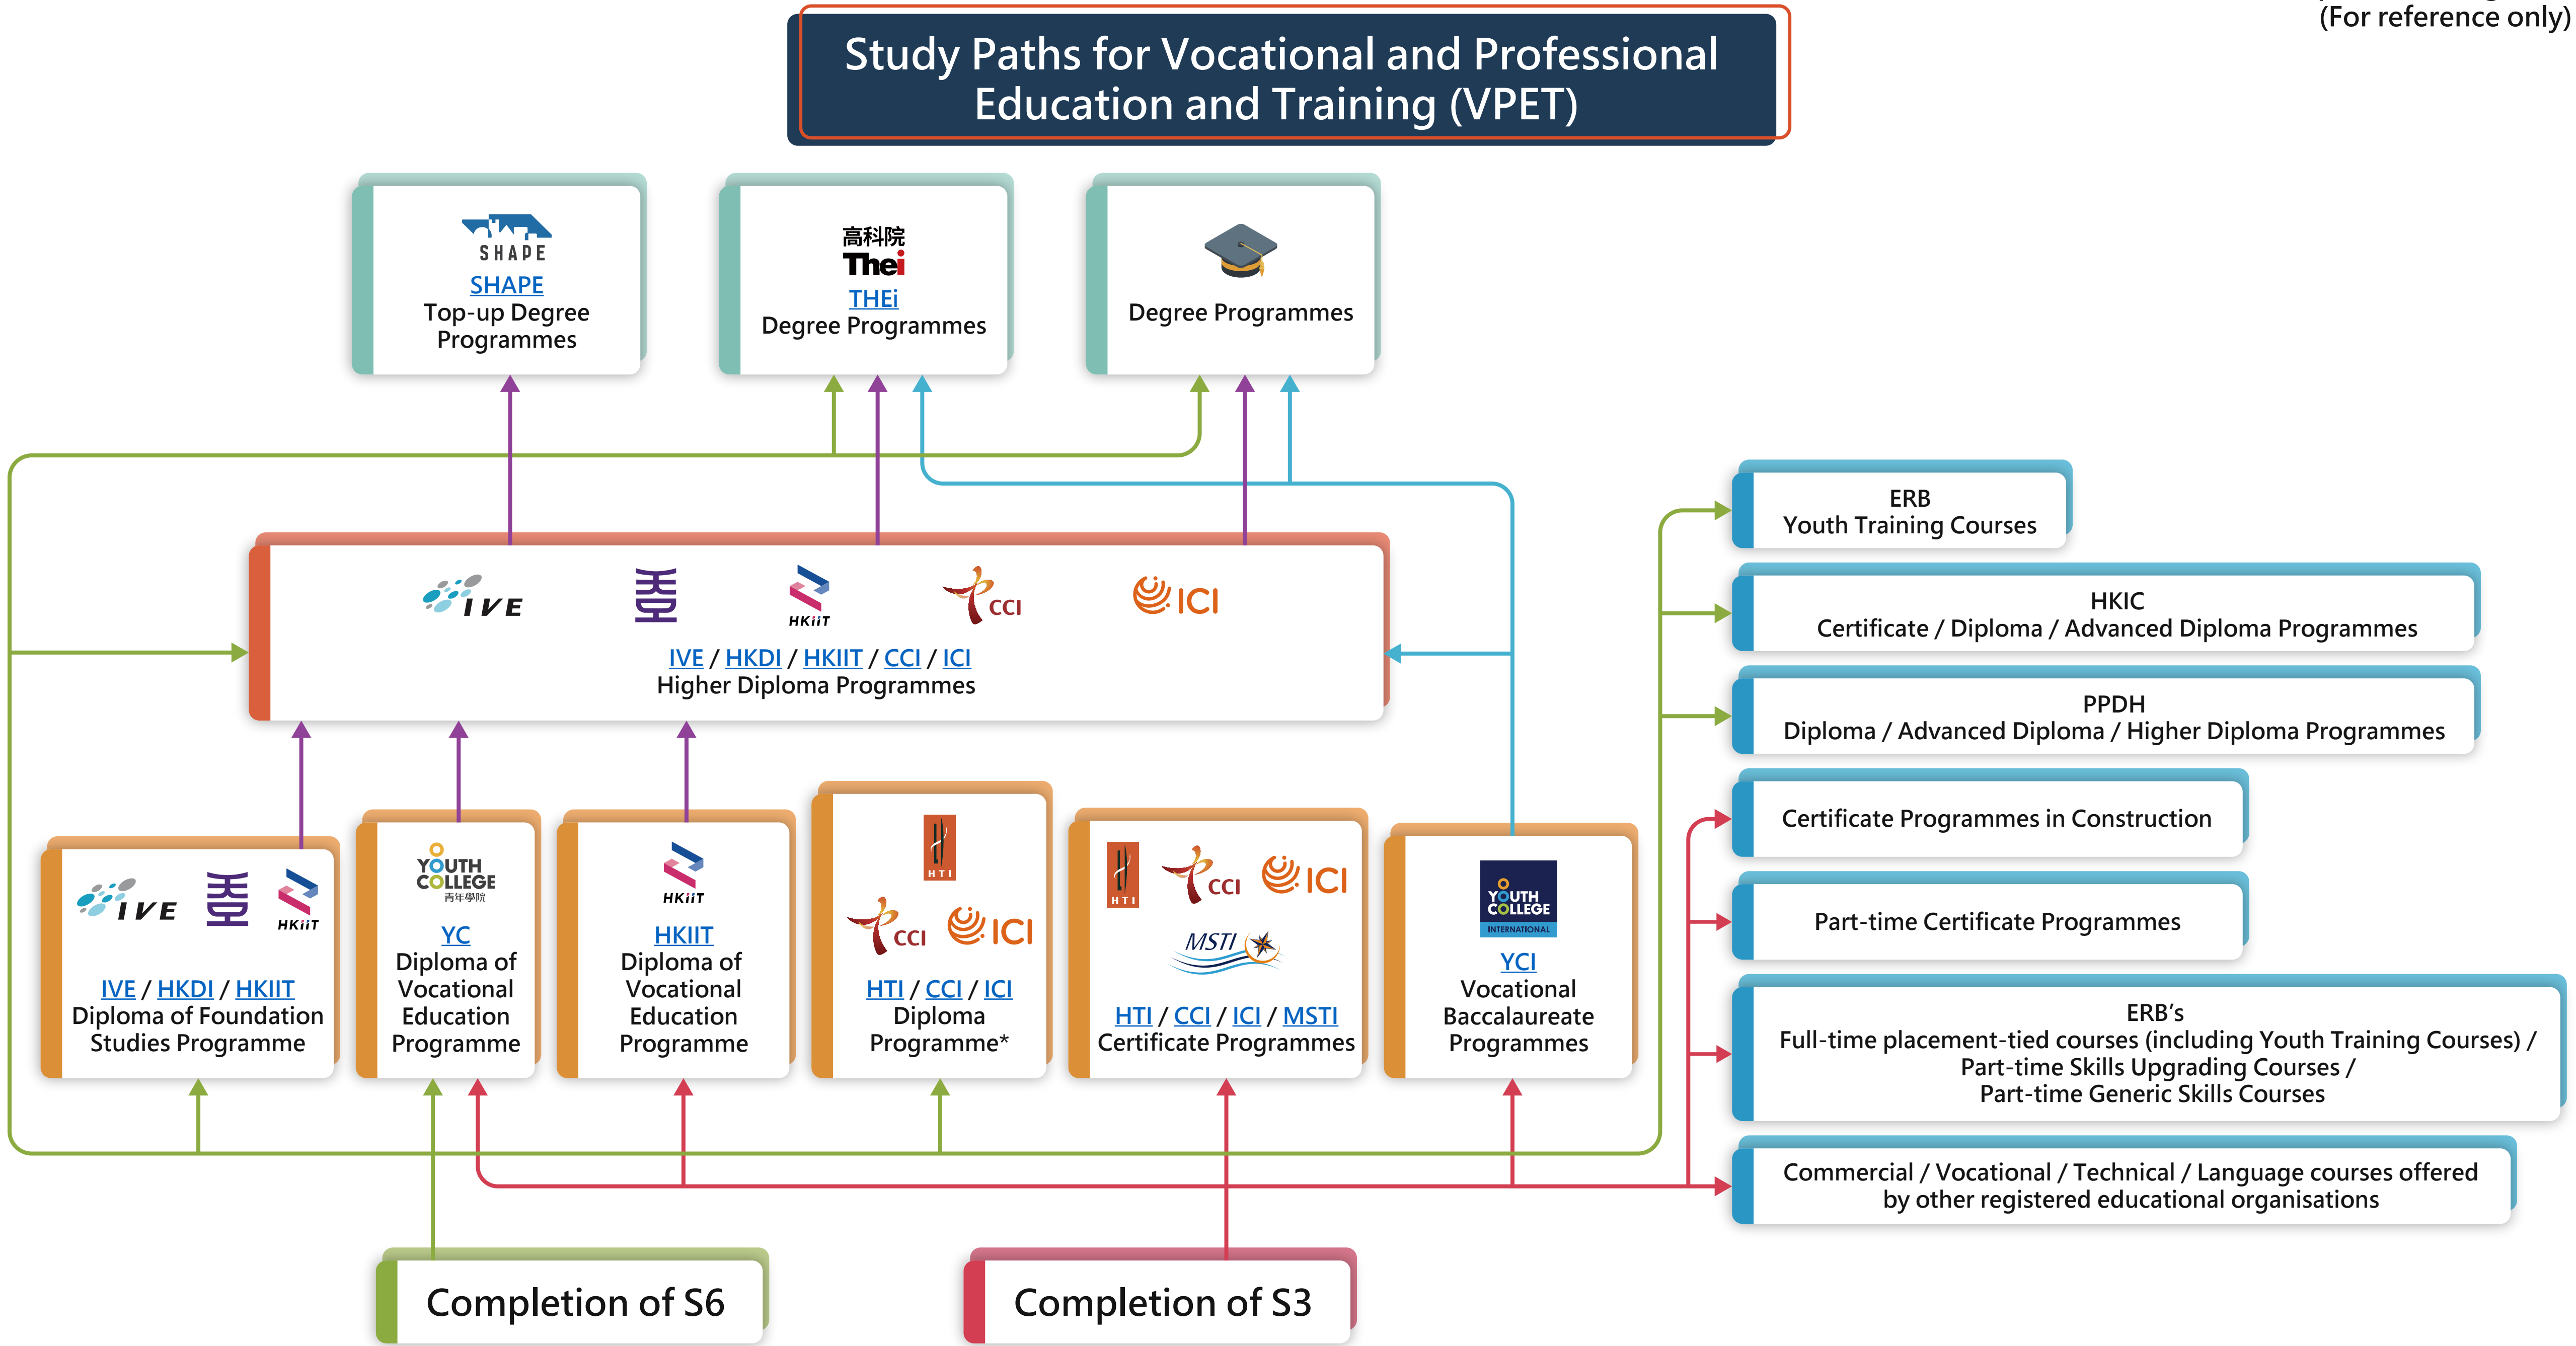 (For reference only)
Study Paths for Vocational and Professional
Education and Training (VPET)
SHAPE
SHAPE
Top-up Degree
Programmes
高科院
Thei
THEi
Degree Programmes
Degree Programmes
IVE
HKiiT
CCI
ICI
IVE / HKDI / HKIIT / CCI / ICI
Higher Diploma Programmes
ERB
Youth Training Courses
HKIC
Certificate / Diploma / Advanced Diploma Programmes
PPDH
Diploma / Advanced Diploma / Higher Diploma Programmes
Certificate Programmes in Construction
Part-time Certificate Programmes
ERB’s
Full-time placement-tied courses (including Youth Training Courses) /
Part-time Skills Upgrading Courses /
Part-time Generic Skills Courses
Commercial / Vocational / Technical / Language courses offered
by other registered educational organisations
IVE
HKiiT
IVE / HKDI / HKIIT
Diploma of Foundation
Studies Programme
YOUTH
COLLEGE
青年學院
YC
Diploma of
Vocational
Education
Programme
HKiiT
HKIIT
Diploma of
Vocational
Education
Programme
HTI
CCI
ICI
HTI / CCI / ICI
Diploma
Programme*
HTI
CCI
ICI
MSTI
HTI / CCI / ICI / MSTI
Certificate Programmes
YOUTH
COLLEGE
INTERNATIONAL
YCI
Vocational
Baccalaureate
Programmes
Completion of S6
Completion of S3